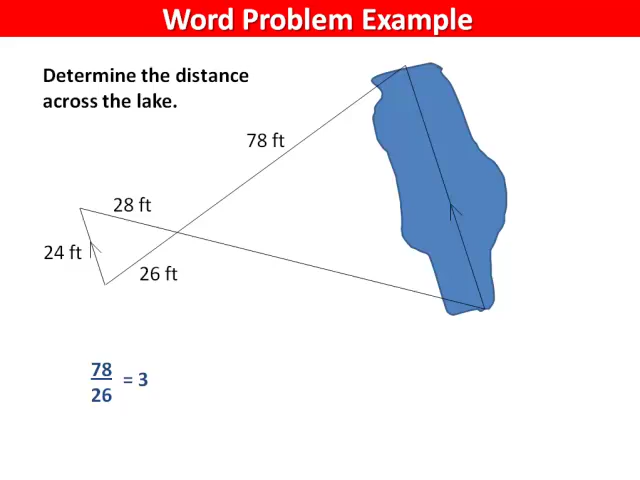 Word Problem Example
Determine the distance
across the lake.
78 ft
28 ft
24 ft
26 ft
78
26
= 3